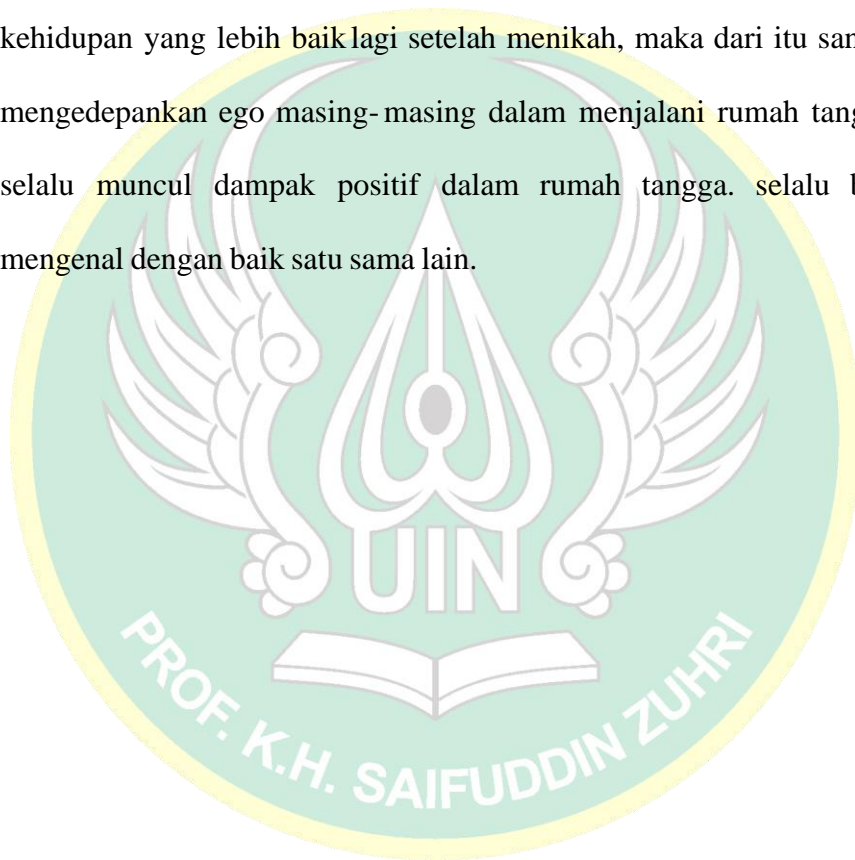 kehidupan yang lebih baik lagi setelah menikah, maka dari itu
mengedepankan ego masing- masing dalam menjalani rumah
selalu muncul dampak positif dalam rumah tangga. selalu
mengenal dengan baik satu sama lain.
UIN
PROF. K.H. SAIFUDDIN ZUHRI